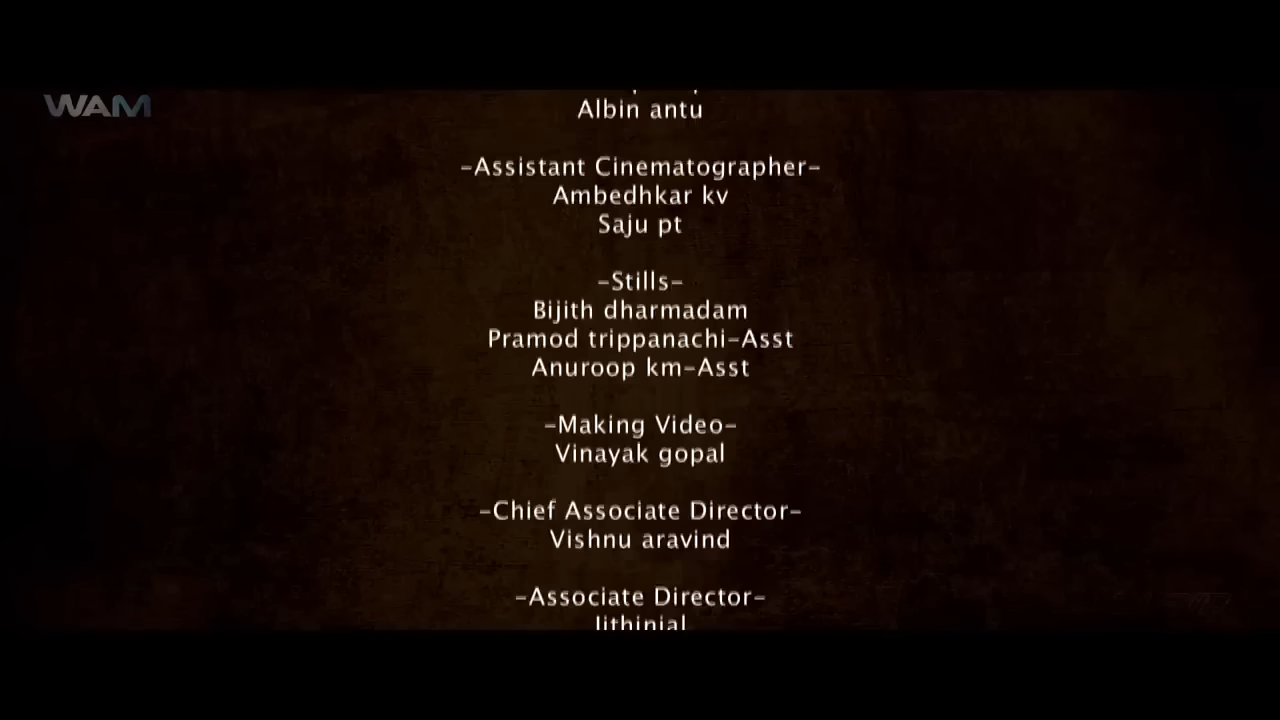 WAM
Albin antu
-Assistant Cinematographer-
Ambedhkar kv
Saju pt
-Stills-
Bijith dharmadam
Pramod trippanachi-Asst
Anuroop km-Asst
-Making Video-
Vinayak gopal
-Chief Associate Director-
Vishnu aravind
-Associate Director-
Jithinjal